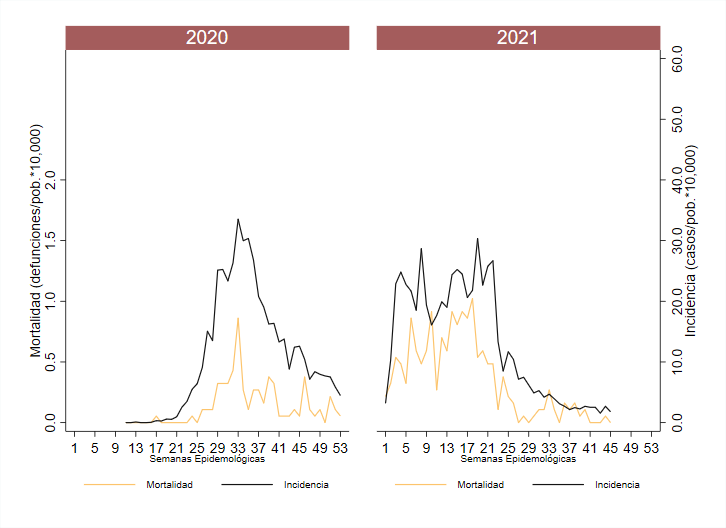 2020
2021
Mortalidad (defunciones/pob.*10,000)
2.0
1.5
1.0
0.5
0.0
60.0
50.0
40.0
30.0
20.0
10.0
0.0
Incidencia (casos/pob.*10,000)
1 5 9 13 17 21 25 29 33 37 41 45 49 53
1 5 9 13 17 21 25 29 33 37 41 45 49 53
Semanas Epidemológicas
Semanas Epidemológicas
Mortalidad Incidencia
Mortalidad Incidencia